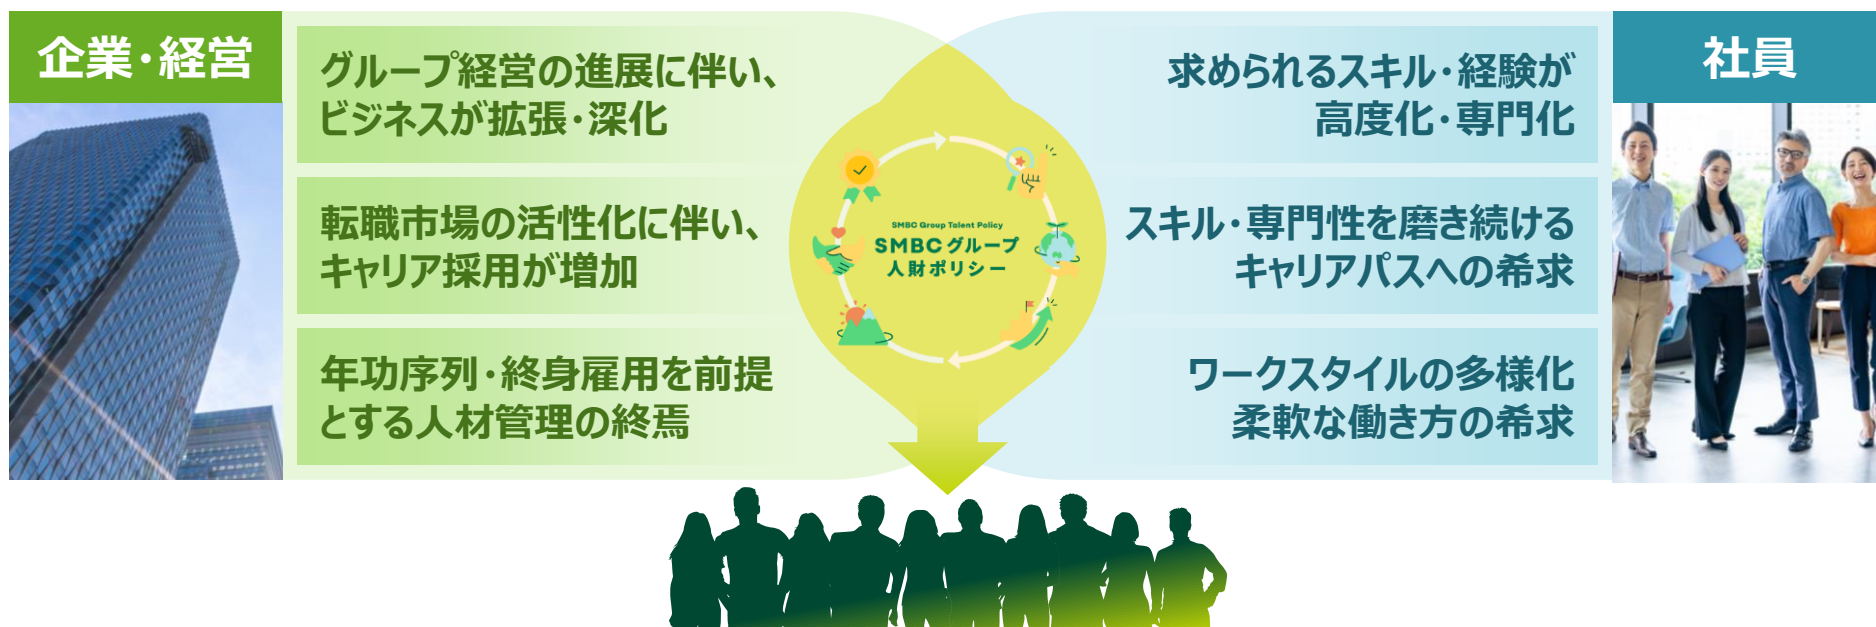 企業・経営
グループ経営の進展に伴い、
ビジネスが拡張・深化
転職市場の活性化に伴い、
キャリア採用が増加
年功序列・終身雇用を前提
とする人材管理の終焉
SMBC Group Talent Policy
SMBCグループ
人財ポリシー
社員
求められるスキル・経験が
高度化・専門化
スキル・専門性を磨き続ける
キャリアパスへの希求
ワークスタイルの多様化
柔軟な働き方の希求